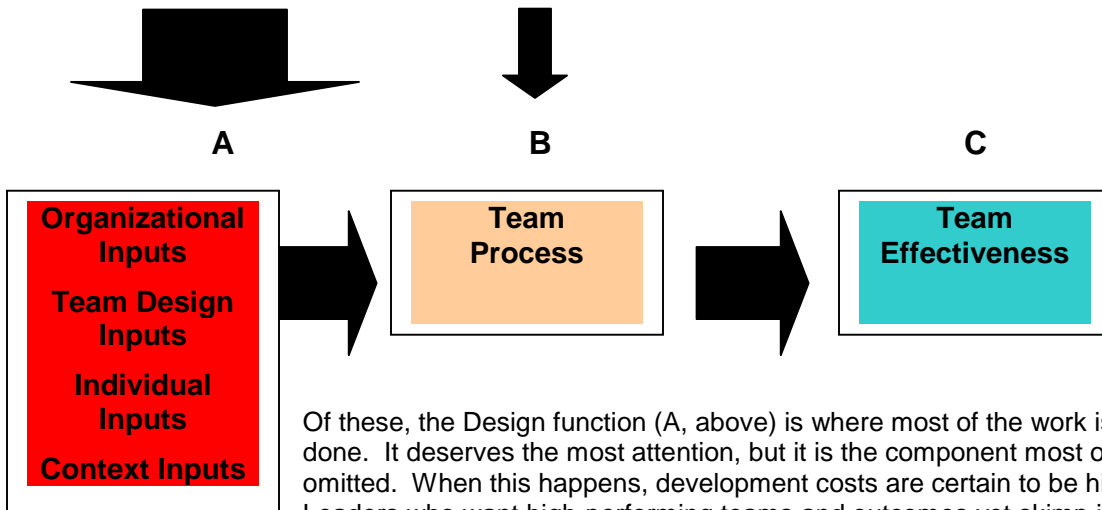 A
B
C
Organizational
Inputs
Team Design
Inputs
Individual
Inputs
Context Inputs
Team
Process
Team
Effectiveness
Of these, the Design function (A, above) is where most of the work
done. It deserves the most attention, but it is the component most
omitted. When this happens, development costs are certain to be